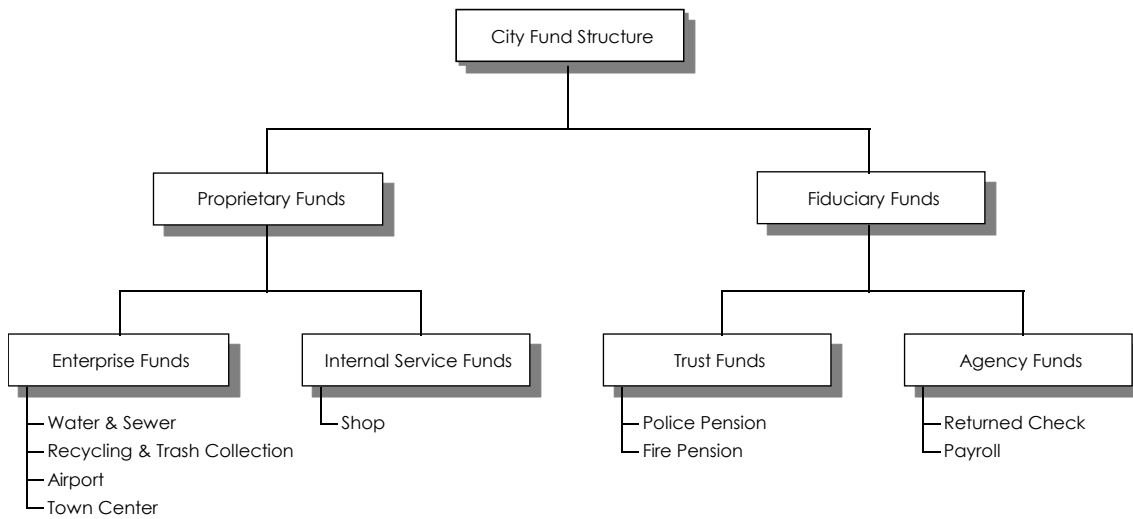 City Fund Structure
Proprietary Funds
Fiduciary Funds
Enterprise Funds
Internal Service Funds
Trust Funds
Agency Funds
Water & Sewer
Recycling & Trash Collection
Airport
Town Center
Shop
Police Pension
Fire Pension
Returned Check
Payroll